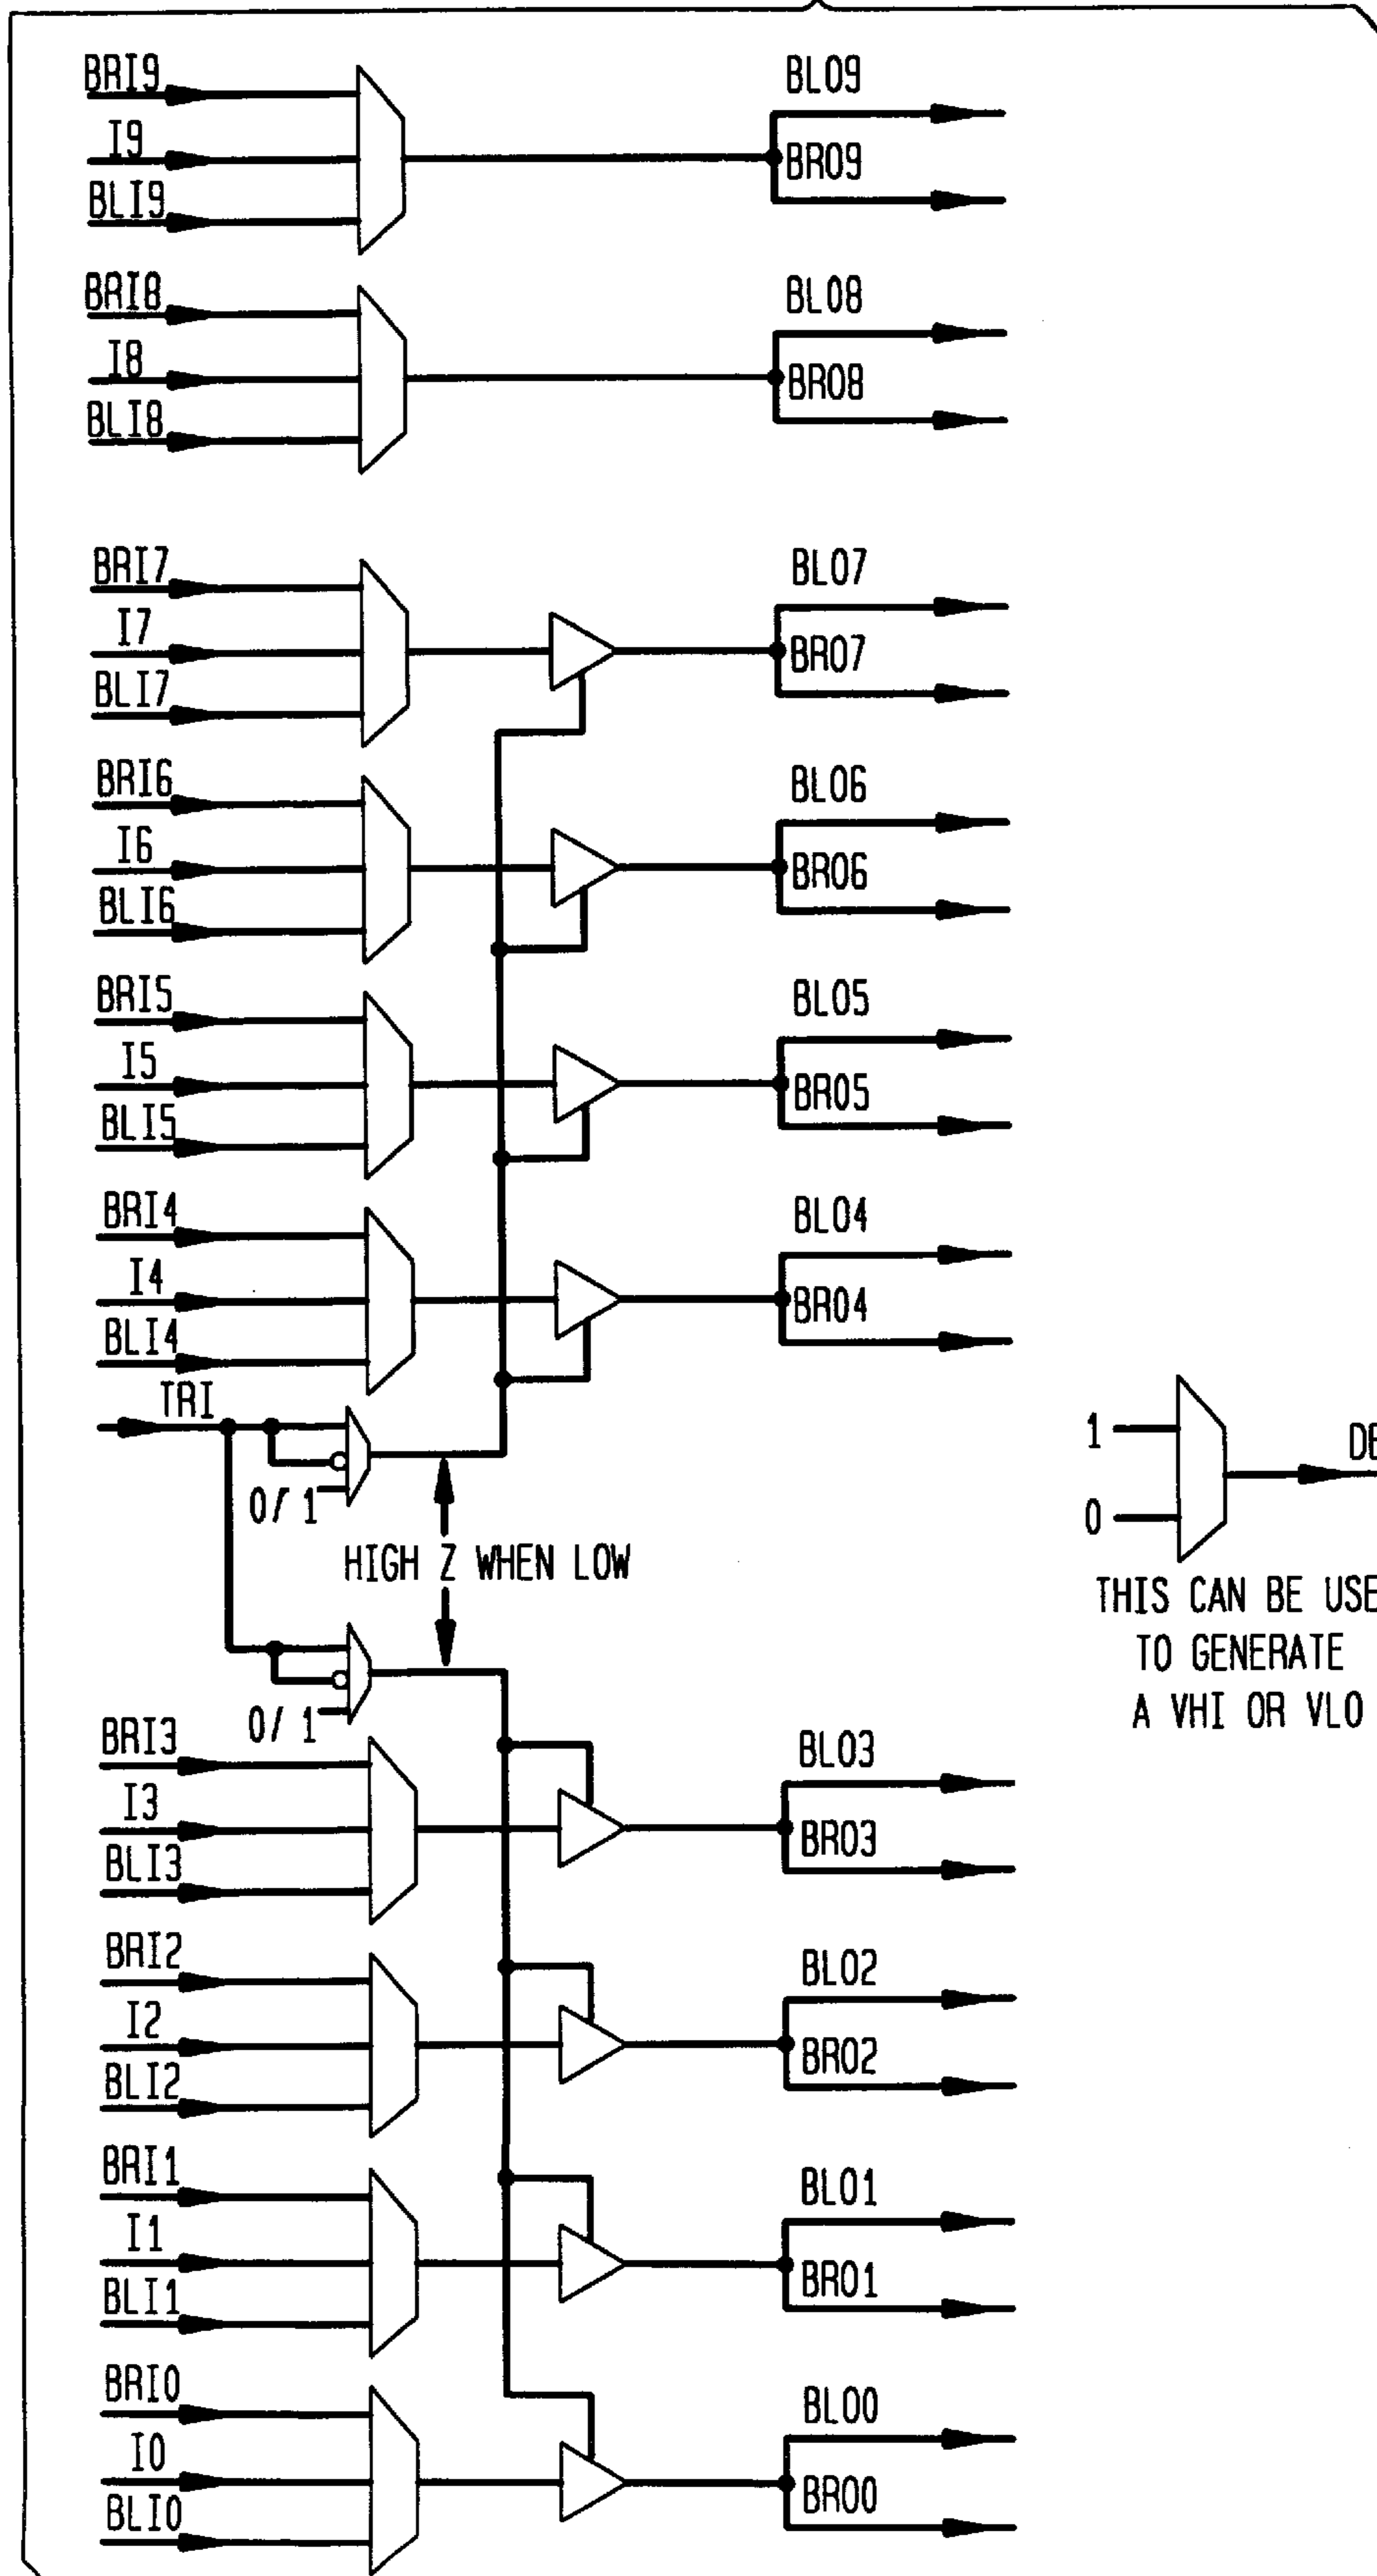 BRI9
BLO9
I9
BRO9
BLI9
BRI8
BLO8
I8
BRO8
BLI8
BRI7
BLO7
I7
BRO7
BLI7
BRI6
BLO6
I6
BRO6
BLI6
BRI5
BLO5
I5
BRO5
BLI5
BRI4
BLO4
I4
BRO4
BLI4
TRI
0/1
HIGH Z WHEN LOW
0/1
1
0
THIS CAN BE USE
TO GENERATE
A VHI OR VLO
BRI3
BLO3
I3
BRO3
BLI3
BRI2
BLO2
I2
BRO2
BLI2
BRI1
BLO1
I1
BRO1
BLI1
BRI0
BLO0
I0
BRO0
BLI0